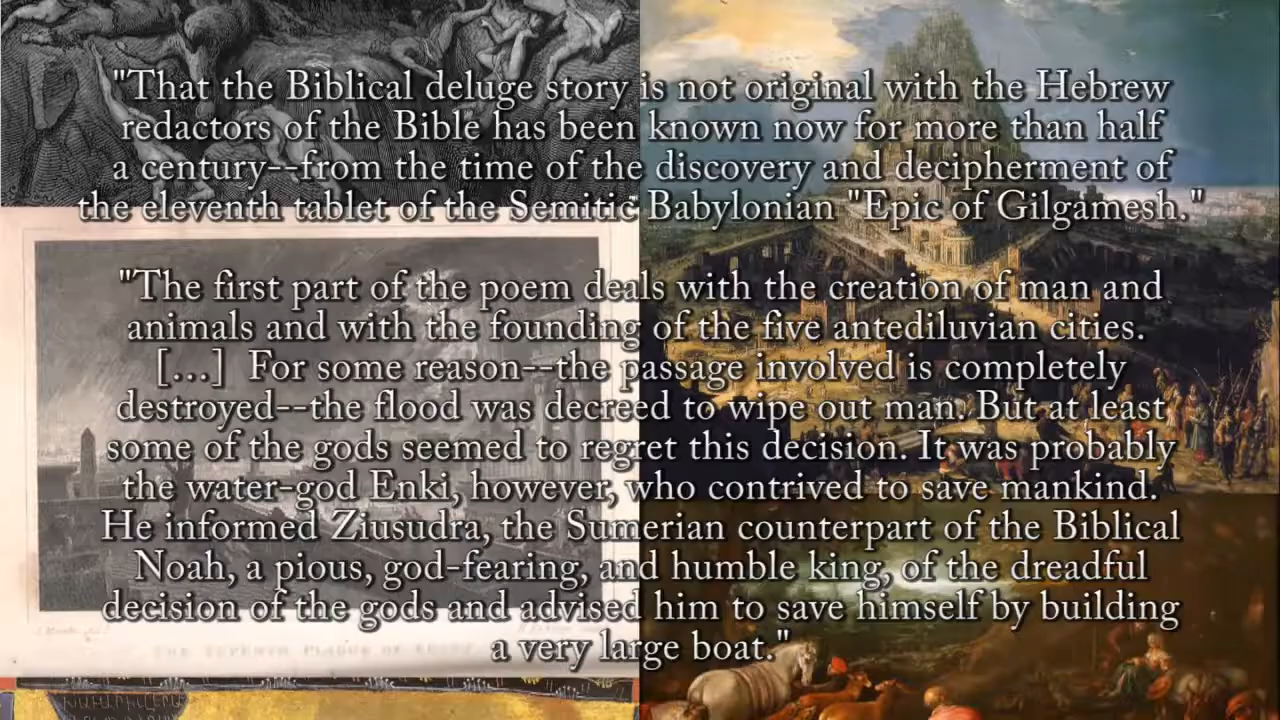 "That the Biblical deluge story is not original with the Hebrew
redactors of the Bible has been known now for more than half
a century--from the time of the discovery and decipherment of
the eleventh tablet of the Semitic Babylonian "Epic of Gilgamesh."
"The first part of the poem deals with the creation of man and
animals and with the founding of the five antediluvian cities.
[...] For some reason--the passage involved is completely
destroyed--the flood was decreed to wipe out man. But at least
some of the gods seemed to regret this decision. It was probably
the water-god Enki, however, who contrived to save mankind.
He informed Ziusudra, the Sumerian counterpart of the Biblical
Noah, a pious, god-fearing, and humble king, of the dreadful
decision of the gods and advised him to save himself by building
a very large boat."
THE SEVENTH PLAGUE OF